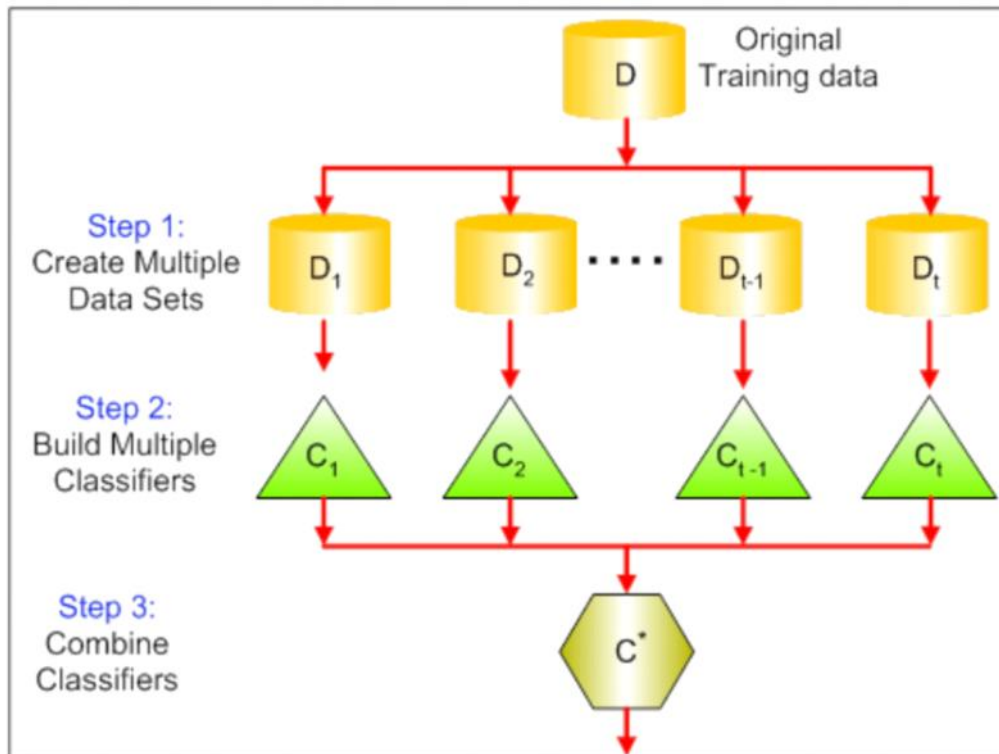 Original
Training data
D
Step 1:
Create Multiple
Data Sets
D₁
D₂
....
Dₜ₋₁
Dₜ
Step 2:
Build Multiple
Classifiers
C₁
C₂
Cₜ₋₁
Cₜ
Step 3:
Combine
Classifiers
C*